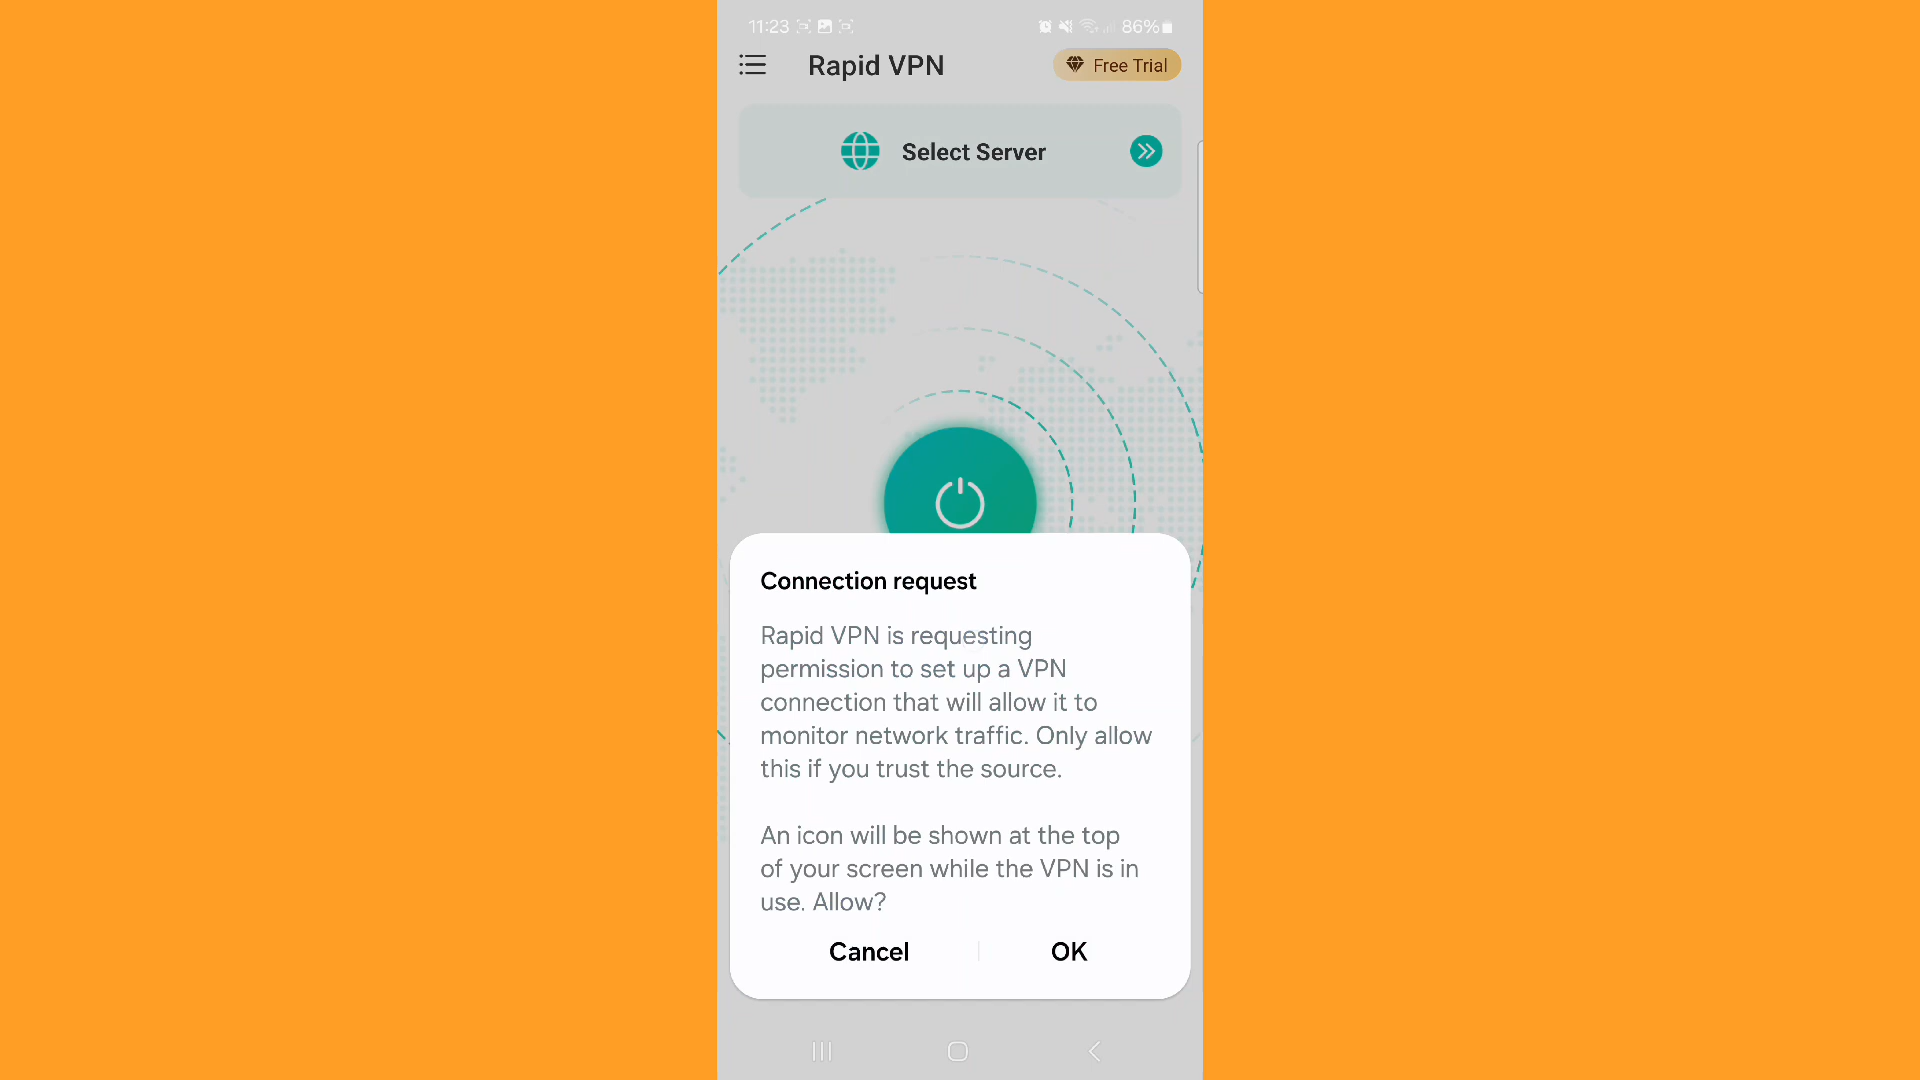 11:23
86%
Rapid VPN
Free Trial
Select Server
Connection request
Rapid VPN is requesting
permission to set up a VPN
connection that will allow it to
monitor network traffic. Only allow
this if you trust the source.
An icon will be shown at the top
of your screen while the VPN is in
use. Allow?
Cancel
OK